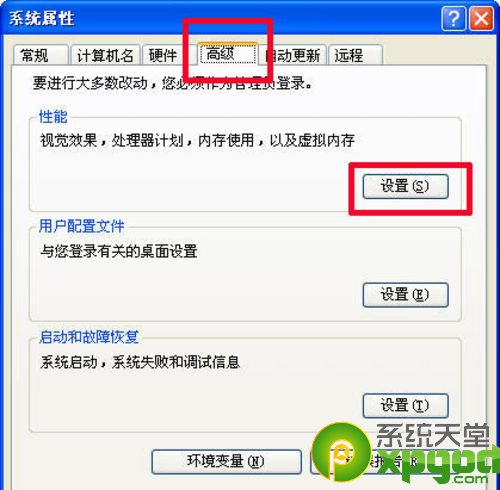 系统属性
常规 计算机名 硬件 高级 自动更新 远程
要进行大多数改动，您必须作为管理员登录。
性能
视觉效果，处理器计划，内存使用，以及虚拟内存
设置(S)
用户配置文件
与您登录有关的桌面设置
设置(E)
启动和故障恢复
系统启动，系统失败和调试信息
设置(T)
系统天堂
xpgod
环境变量(N)